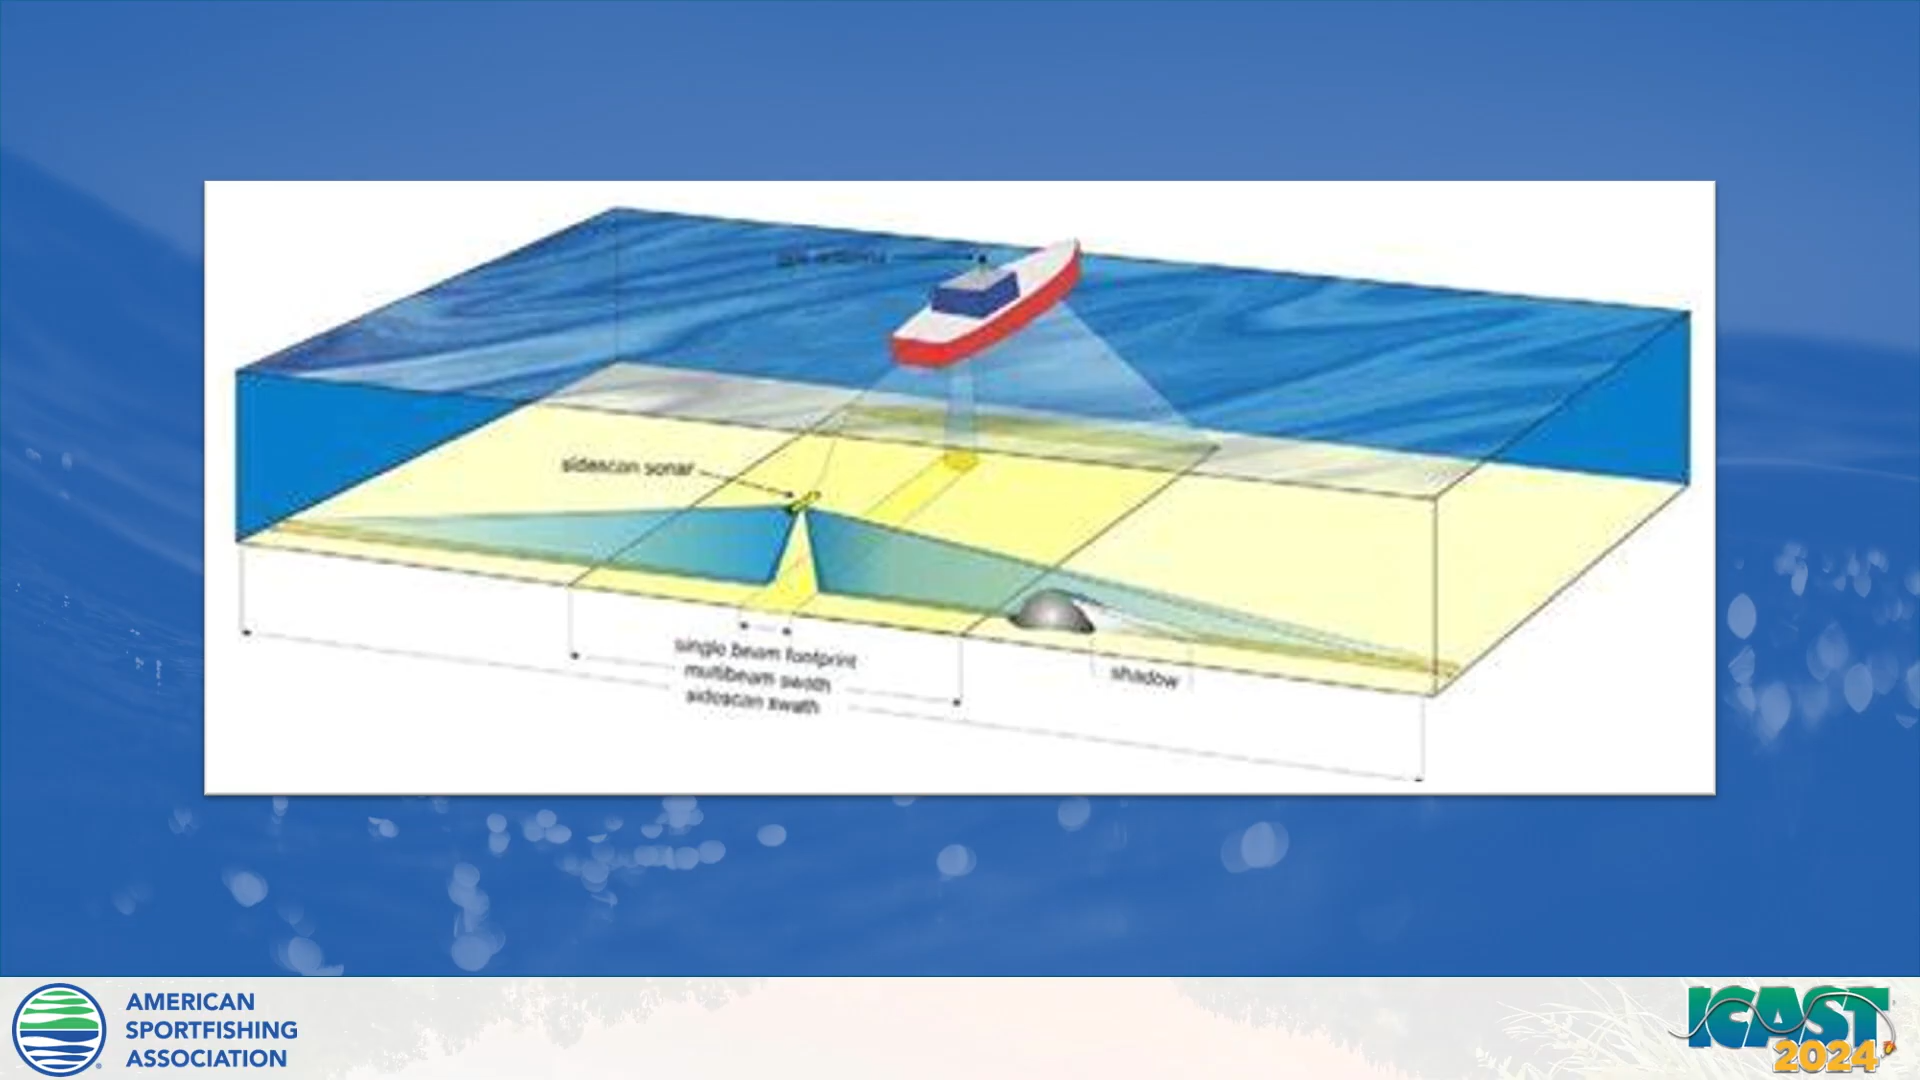 sidescan sonar
single beam footprint
multibeam swath
sidescan swath
shadow
AMERICAN
SPORTFISHING
ASSOCIATION
ICAST
2024